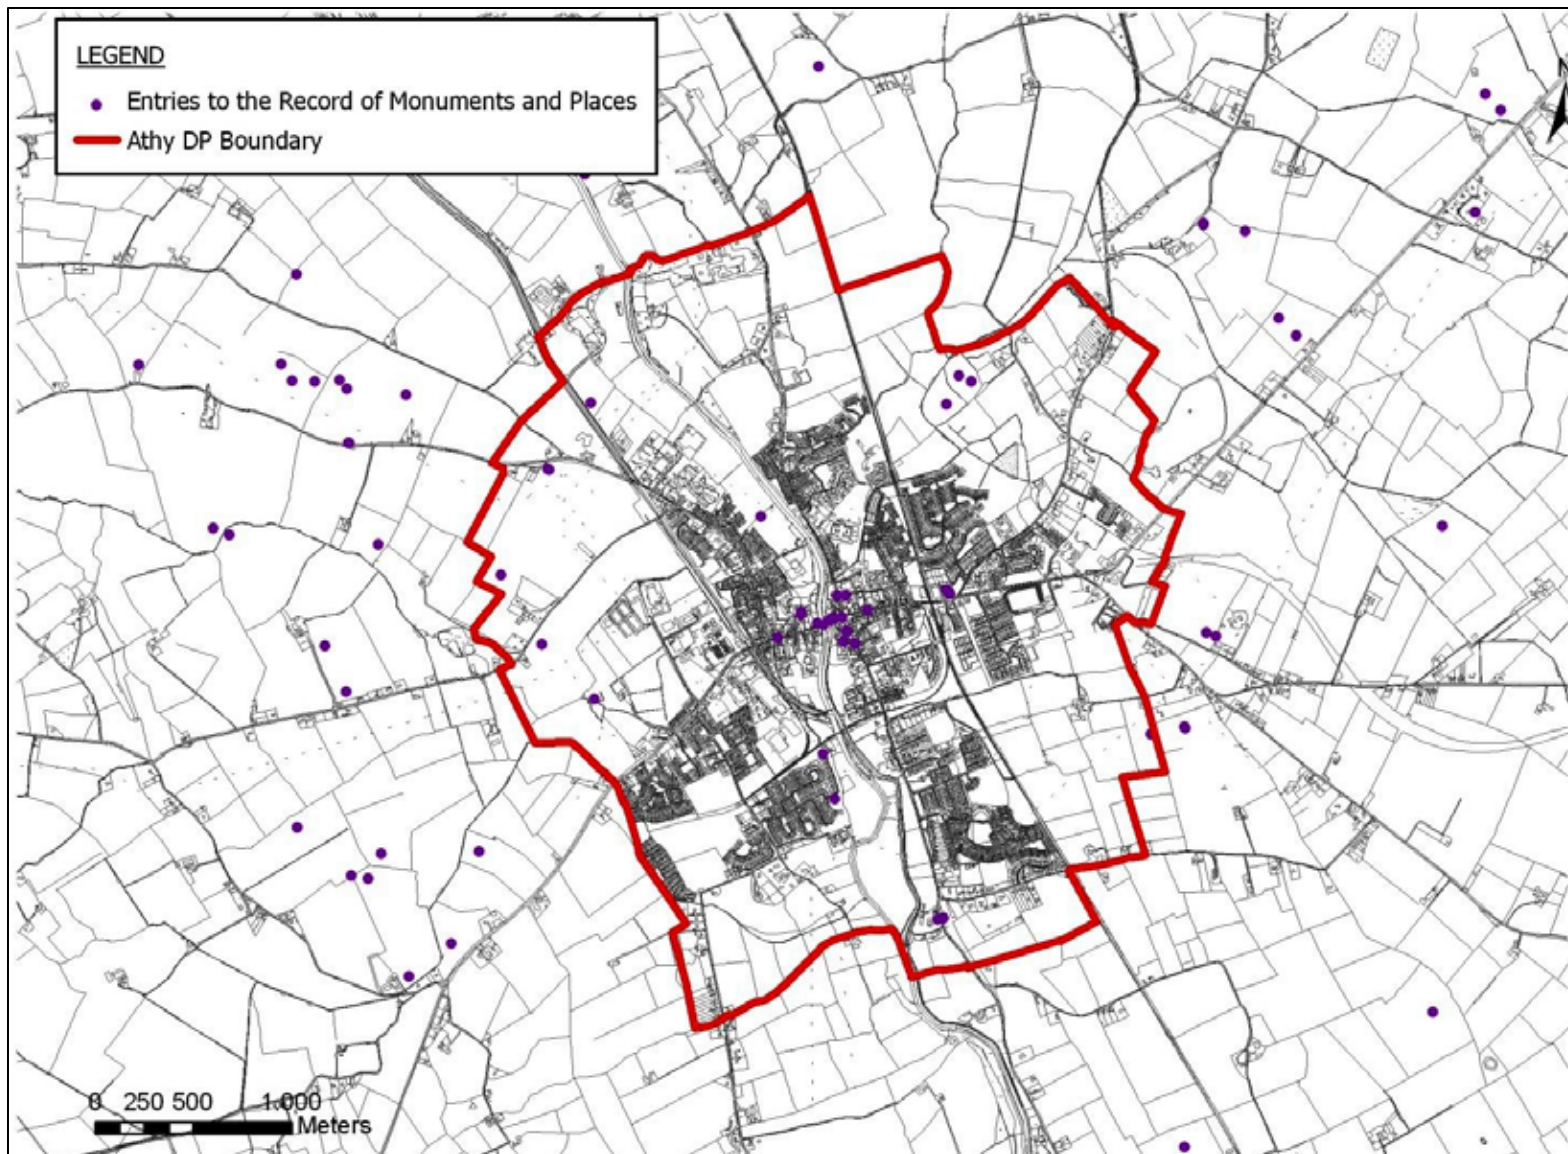 LEGEND
Entries to the Record of Monuments and Places
Athy DP Boundary
N
0 250 500 1.000
Meters